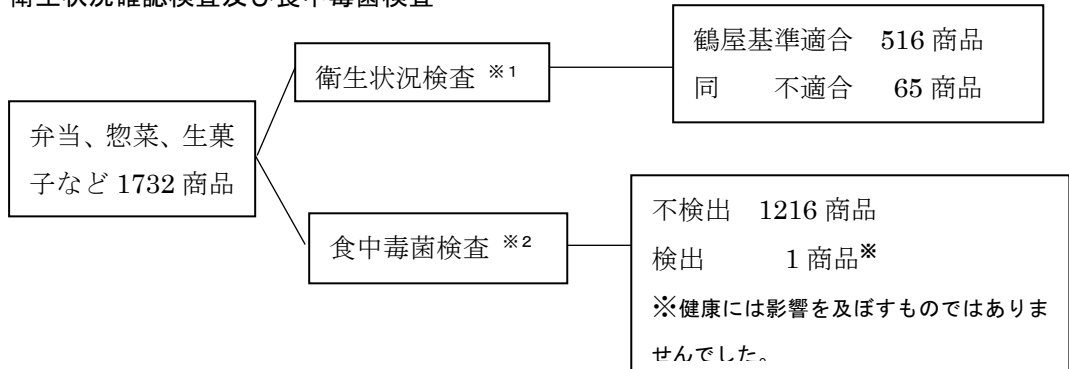 衛生状況確認検査及び食中毒菌検査
弁当、惣菜、生菓
子など 1732 商品
衛生状況検査 ※1
鶴屋基準適合 516 商品
同 不適合 65 商品
食中毒菌検査 ※2
不検出 1216 商品
検出 1 商品※
※健康には影響を及ぼすものではありま
せんでした。